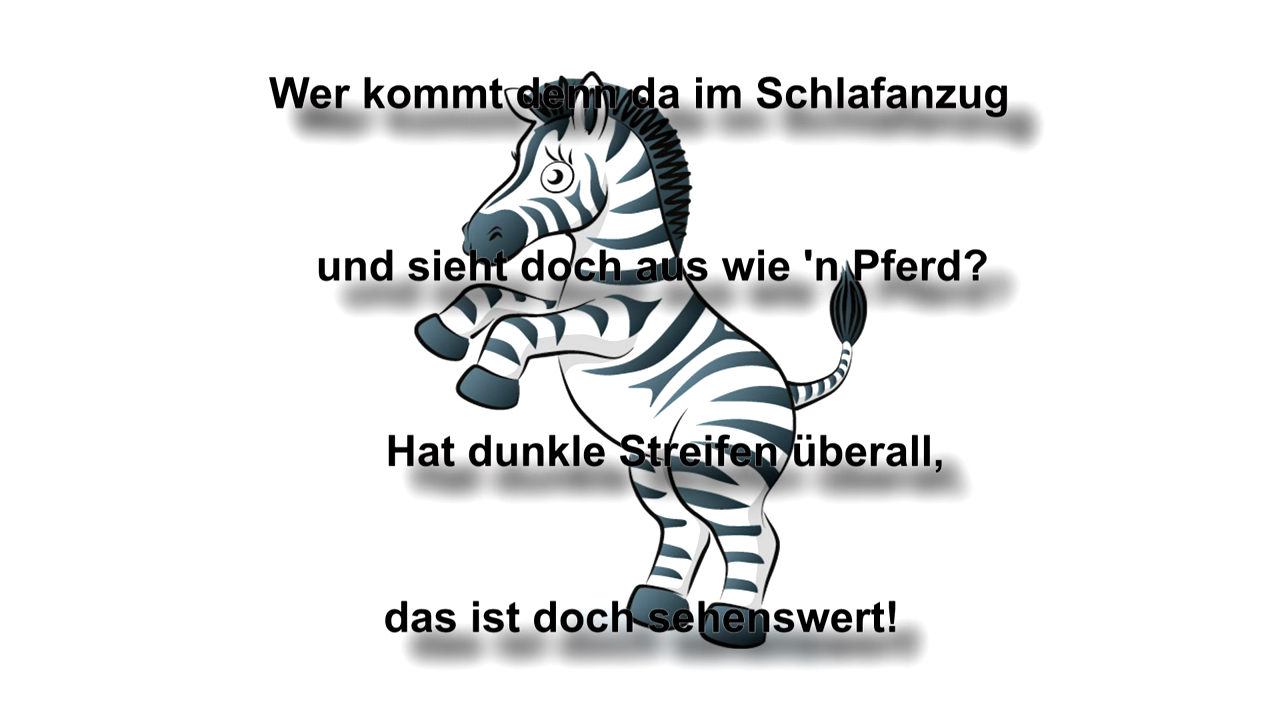 Wer kommt denn da im Schlafanzug
und sieht doch aus wie 'n Pferd?
Hat dunkle Streifen überall,
das ist doch sehenswert!